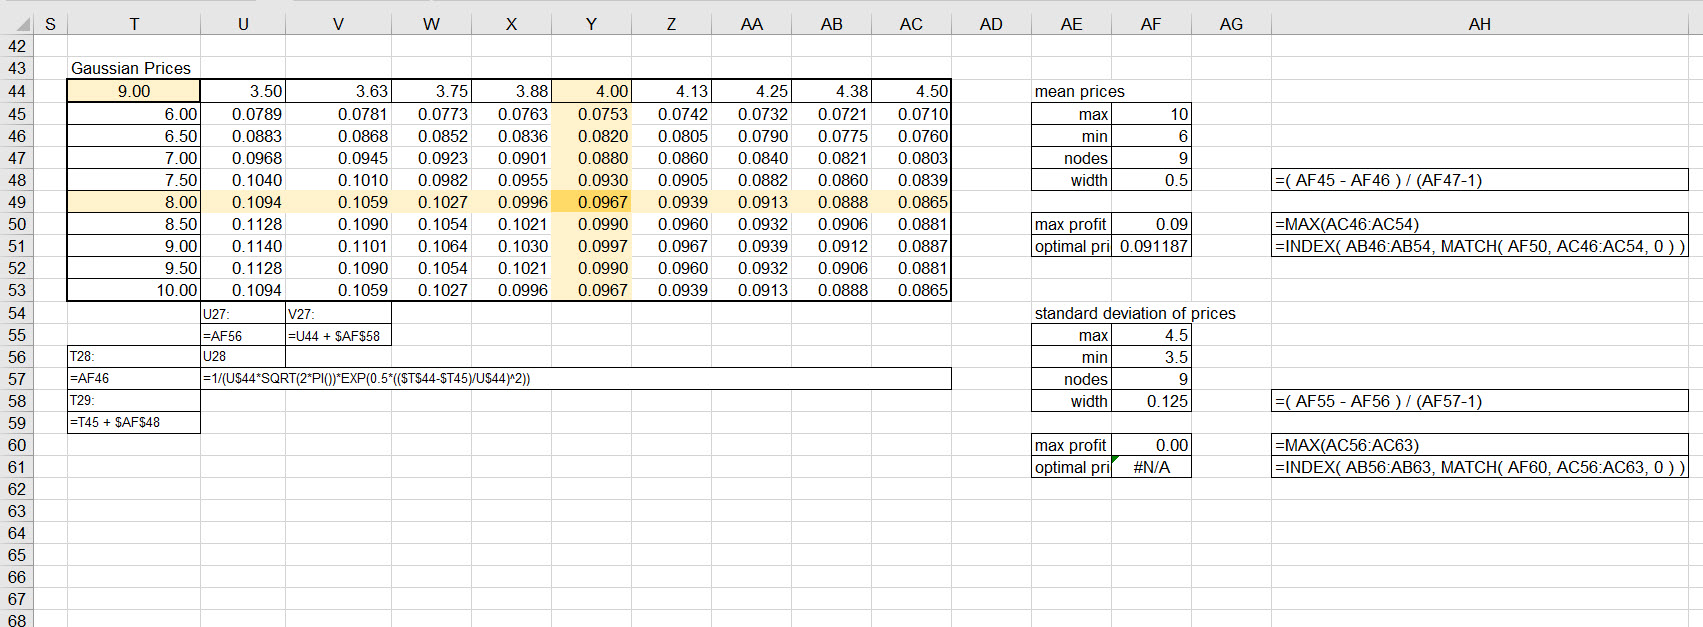 S T U V W X Y Z AA AB AC AD AE AF AG AH
42
43 Gaussian Prices
44 9.00 3.50 3.63 3.75 3.88 4.00 4.13 4.25 4.38 4.50 mean prices
45 6.00 0.0789 0.0781 0.0773 0.0763 0.0753 0.0742 0.0732 0.0721 0.0710 max 10
46 6.50 0.0883 0.0868 0.0852 0.0836 0.0820 0.0805 0.0790 0.0775 0.0760 min 6
47 7.00 0.0968 0.0945 0.0923 0.0901 0.0880 0.0860 0.0840 0.0821 0.0803 nodes 9
48 7.50 0.1040 0.1010 0.0982 0.0955 0.0930 0.0905 0.0882 0.0860 0.0839 width 0.5 =( AF45 - AF46 ) / (AF47-1)
49 8.00 0.1094 0.1059 0.1027 0.0996 0.0967 0.0939 0.0913 0.0888 0.0865
50 8.50 0.1128 0.1090 0.1054 0.1021 0.0990 0.0960 0.0932 0.0906 0.0881 max profit 0.09 =MAX(AC46:AC54)
51 9.00 0.1140 0.1101 0.1064 0.1030 0.0997 0.0967 0.0939 0.0912 0.0887 optimal pri 0.091187 =INDEX( AB46:AB54, MATCH( AF50, AC46:AC54, 0 ) )
52 9.50 0.1128 0.1090 0.1054 0.1021 0.0990 0.0960 0.0932 0.0906 0.0881
53 10.00 0.1094 0.1059 0.1027 0.0996 0.0967 0.0939 0.0913 0.0888 0.0865
54 U27: V27: standard deviation of prices
55 =AF56 =U44 + $AF$58 max 4.5
56 T28: U28 min 3.5
57 =AF46 =1/(U$44*SQRT(2*PI())*EXP(0.5*(($T$44-$T45)/U$44)^2)) nodes 9
58 T29: width 0.125 =( AF55 - AF56 ) / (AF57-1)
59 =T45 + $AF$48
60 max profit 0.00 =MAX(AC56:AC63)
61 optimal pri #N/A =INDEX( AB56:AB63, MATCH( AF60, AC56:AC63, 0 ) )
62
63
64
65
66
67
68